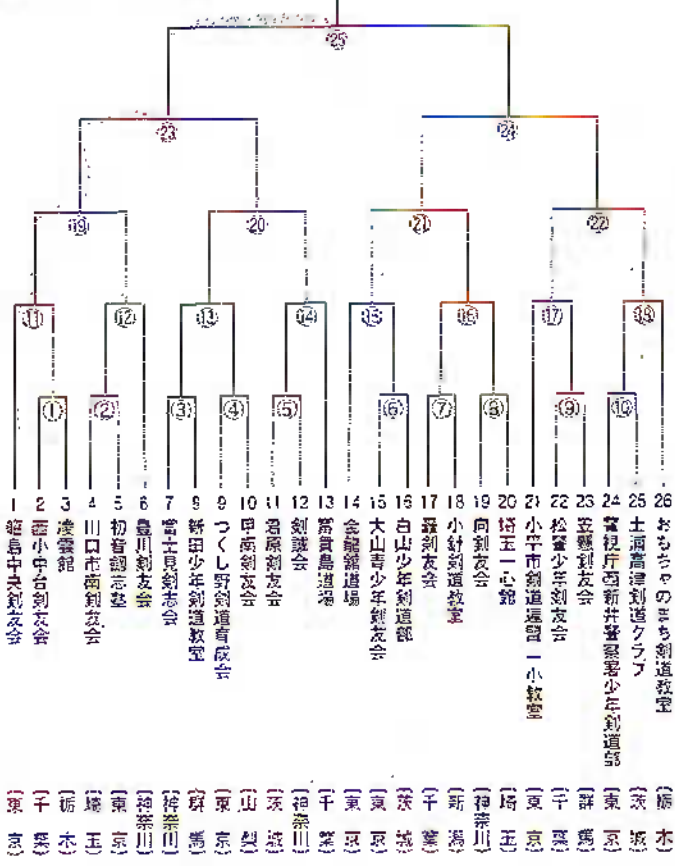 ㉕
㉓
㉔
⑲
⑳
㉑
㉒
⑪
⑫
⑬
⑭
⑮
⑯
⑰
⑱
①
②
③
④
⑤
⑥
⑦
⑧
⑨
⑩
1 中央剣友会 (東京)
2 西小中台剣友会 (千葉)
3 凌雲館 (栃木)
4 川口市南剣友会 (埼玉)
5 初音鍛志塾 (東京)
6 豊川剣友会 (神奈川)
7 富士見剣志会 (神奈川)
8 新田少年剣道教室 (群馬)
9 つくし野剣道育成会 (東京)
10 甲南剣友会 (山梨)
11 君原剣友会 (茨城)
12 剣誠会 (神奈川)
13 富貴島道場 (千葉)
14 金龍館道場 (東京)
15 大山青少年剣友会 (東京)
16 白山少年剣道部 (茨城)
17 剣友会 (千葉)
18 小針剣道教室 (新潟)
19 向剣友会 (神奈川)
20 埼玉一心館 (埼玉)
21 小平市剣道連盟一小教室 (東京)
22 少年剣友会 (千葉)
23 笠懸剣友会 (群馬)
24 警視庁西新井警察署少年剣道部 (東京)
25 土浦高津剣道クラブ (茨城)
26 おもちゃのまち剣道教室 (栃木)